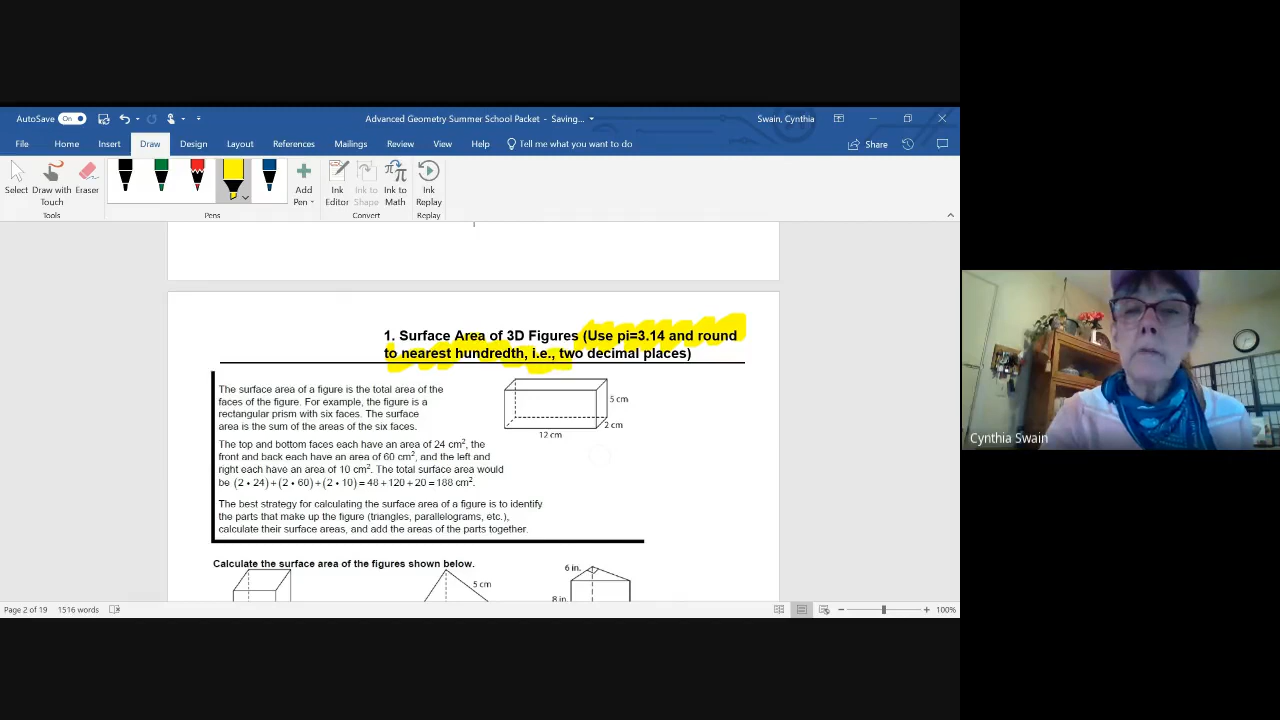 AutoSave On Advanced Geometry Summer School Packet - Saving... Swain, Cynthia
File Home Insert Draw Design Layout References Mailings Review View Help Tell me what you want to do Share
Select Draw with Touch Eraser Add Pen Ink Editor Ink to Shape Ink to Math Ink Replay
Tools Pens Convert Replay
1. Surface Area of 3D Figures (Use pi=3.14 and round
to nearest hundredth, i.e., two decimal places)
The surface area of a figure is the total area of the
faces of the figure. For example, the figure is a
rectangular prism with six faces. The surface
area is the sum of the areas of the six faces.
5 cm
2 cm
12 cm
The top and bottom faces each have an area of 24 cm², the
front and back each have an area of 60 cm², and the left and
right each have an area of 10 cm². The total surface area would
be (2 • 24) + (2 • 60) + (2 • 10) = 48 + 120 + 20 = 188 cm².
The best strategy for calculating the surface area of a figure is to identify
the parts that make up the figure (triangles, parallelograms, etc.),
calculate their surface areas, and add the areas of the parts together.
Calculate the surface area of the figures shown below.
6 in.
5 cm
8 in
Page 2 of 19 1516 words 100%
Cynthia Swain